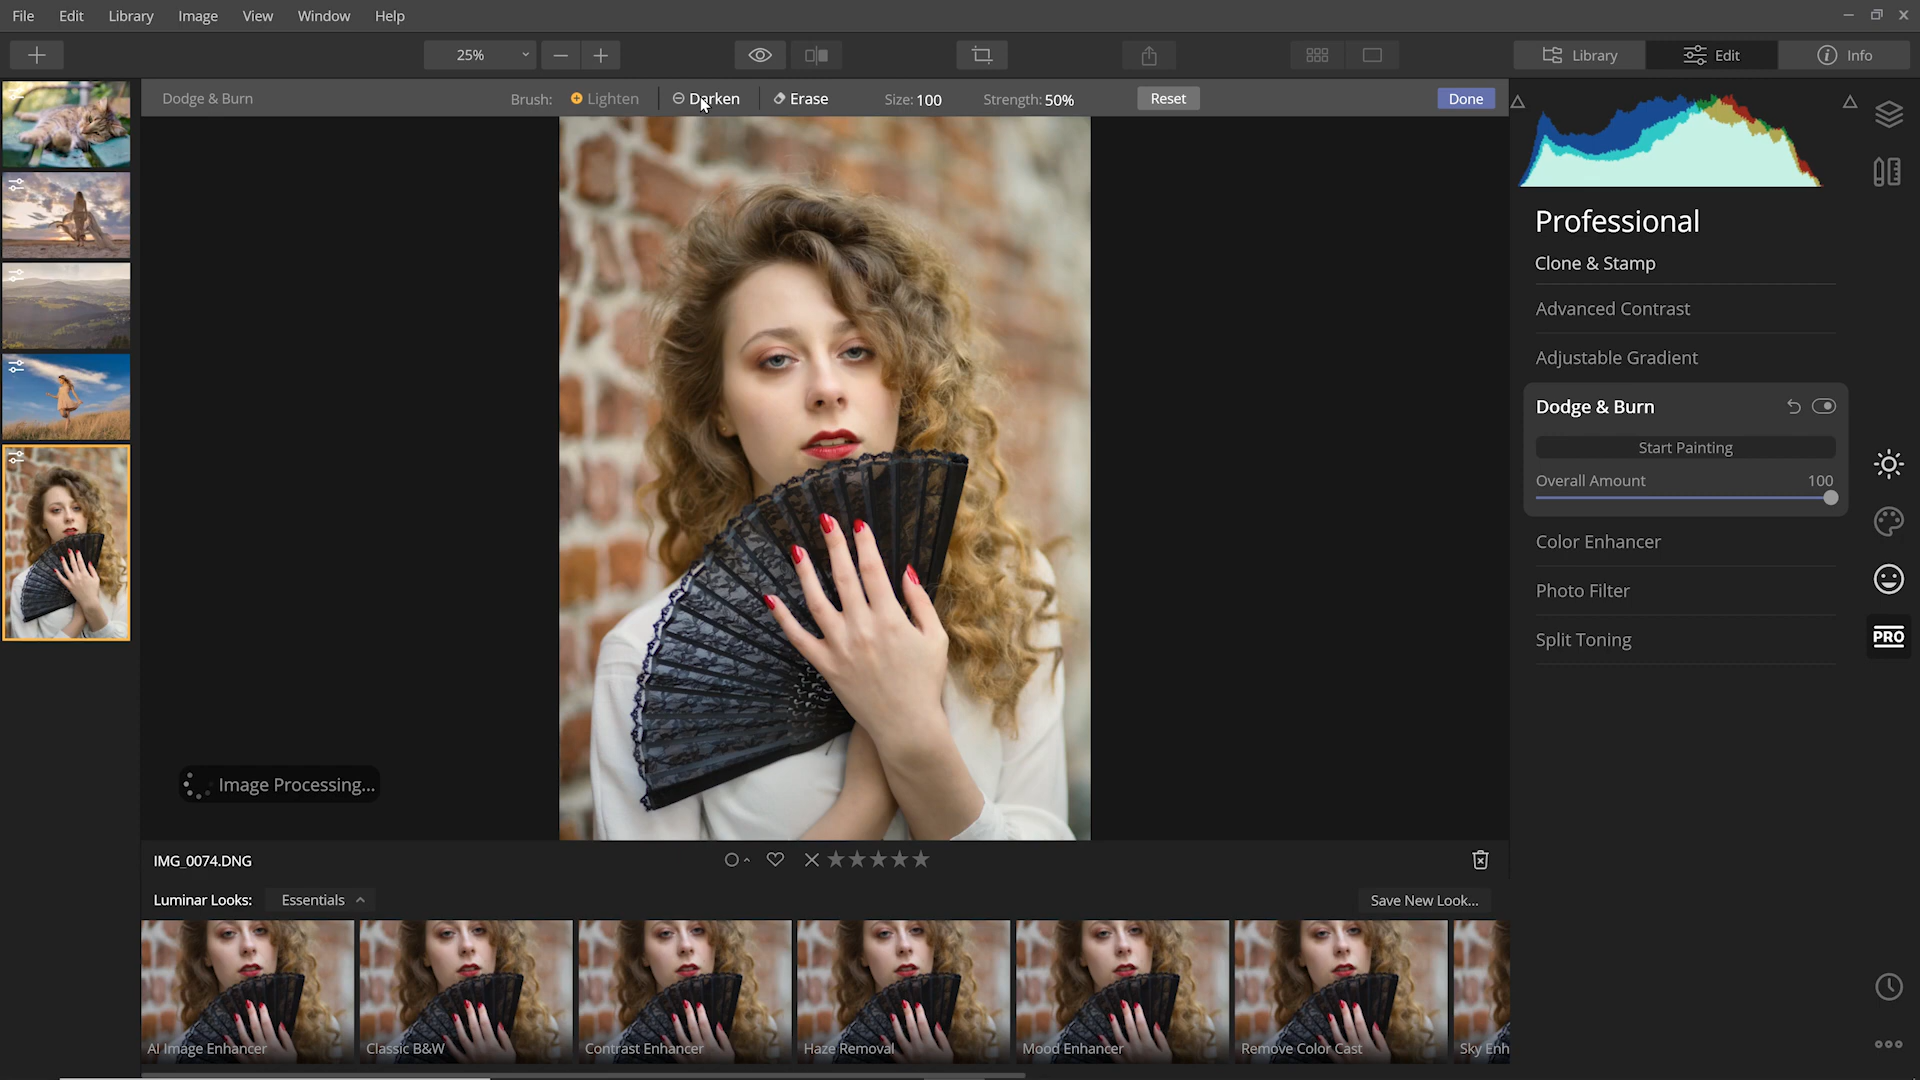 File Edit Library Image View Window Help
25% Library Edit Info
Dodge & Burn Brush: Lighten Darken Erase Size: 100 Strength: 50% Reset Done
Professional
Clone & Stamp
Advanced Contrast
Adjustable Gradient
Dodge & Burn
Start Painting
Overall Amount 100
Color Enhancer
Photo Filter
Split Toning
PRO
Image Processing...
IMG_0074.DNG
Luminar Looks: Essentials Save New Look...
AI Image Enhancer Classic B&W Contrast Enhancer Haze Removal Mood Enhancer Remove Color Cast Sky Enh